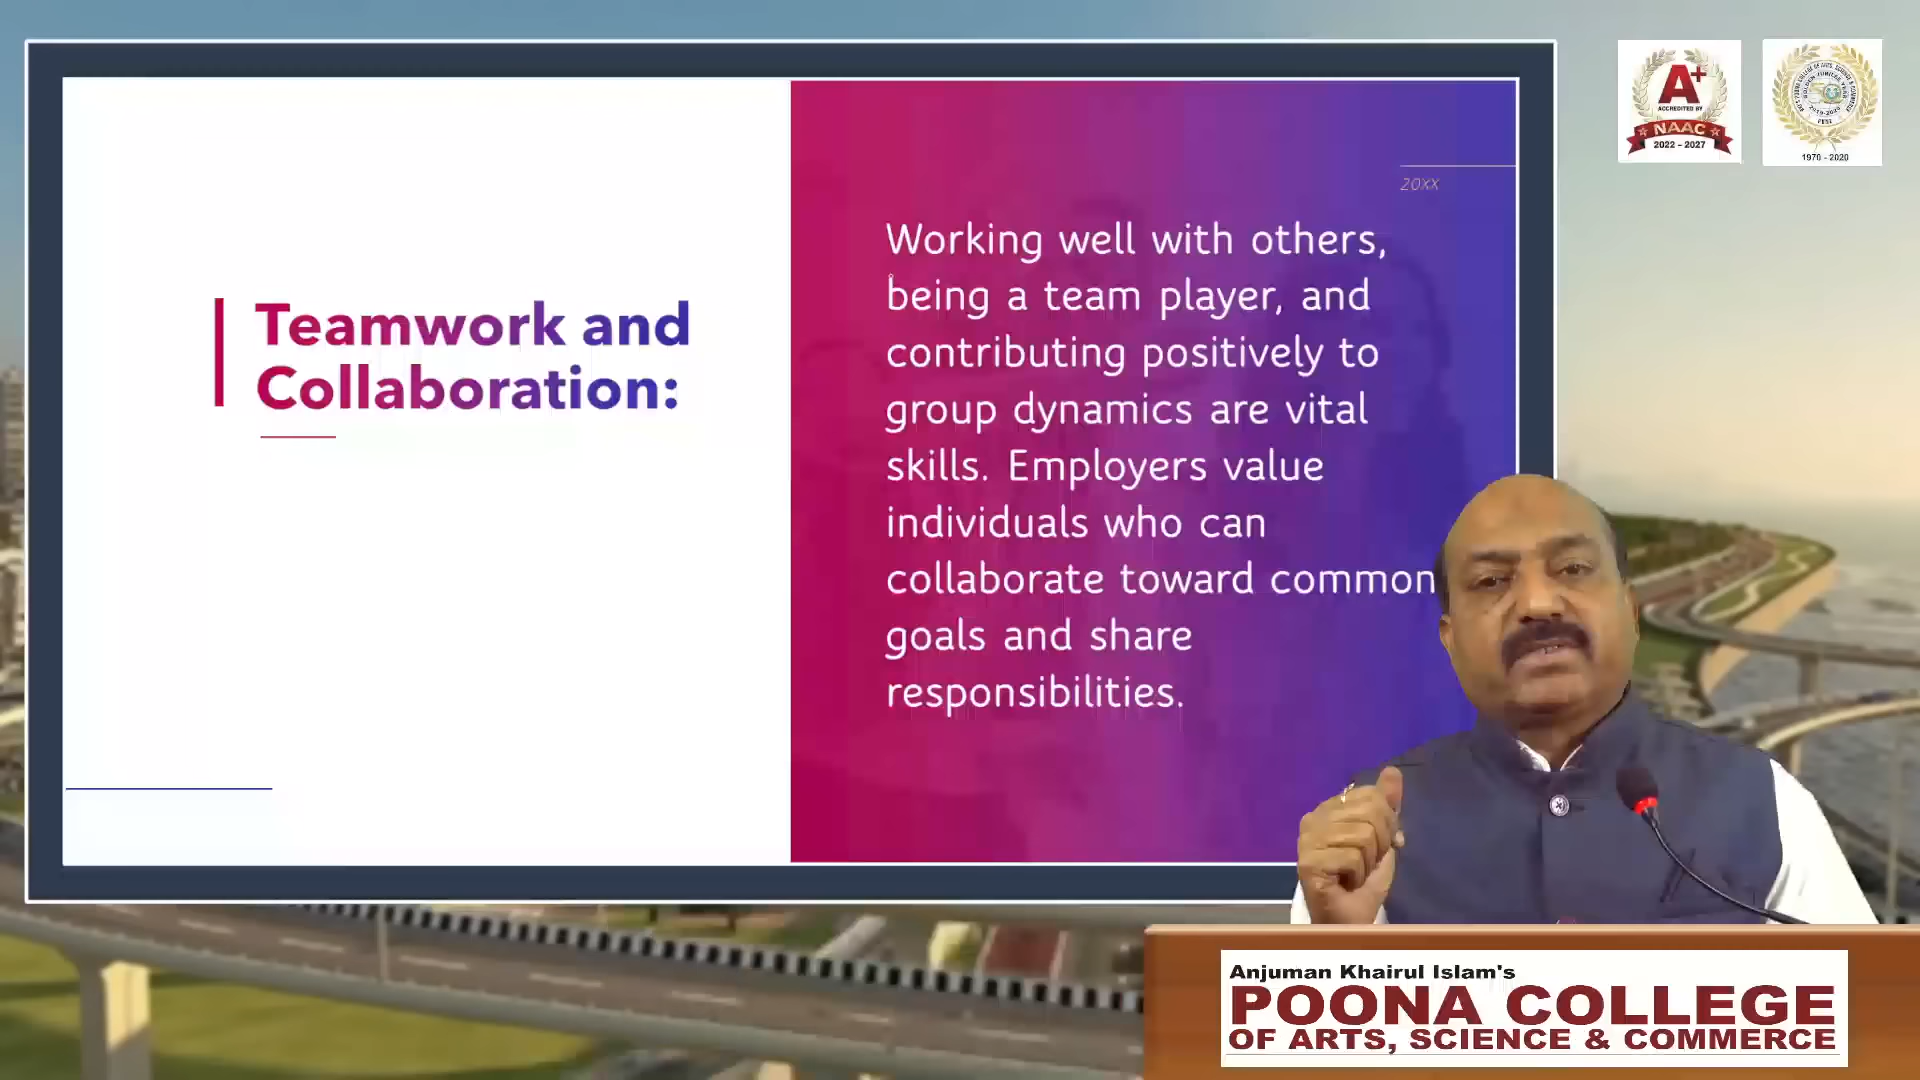 Teamwork and
Collaboration:
20XX
Working well with others,
being a team player, and
contributing positively to
group dynamics are vital
skills. Employers value
individuals who can
collaborate toward common
goals and share
responsibilities.
A+
ACCREDITED BY
NAAC
2022 - 2027
1970 - 2020
Anjuman Khairul Islam's
POONA COLLEGE
OF ARTS, SCIENCE & COMMERCE